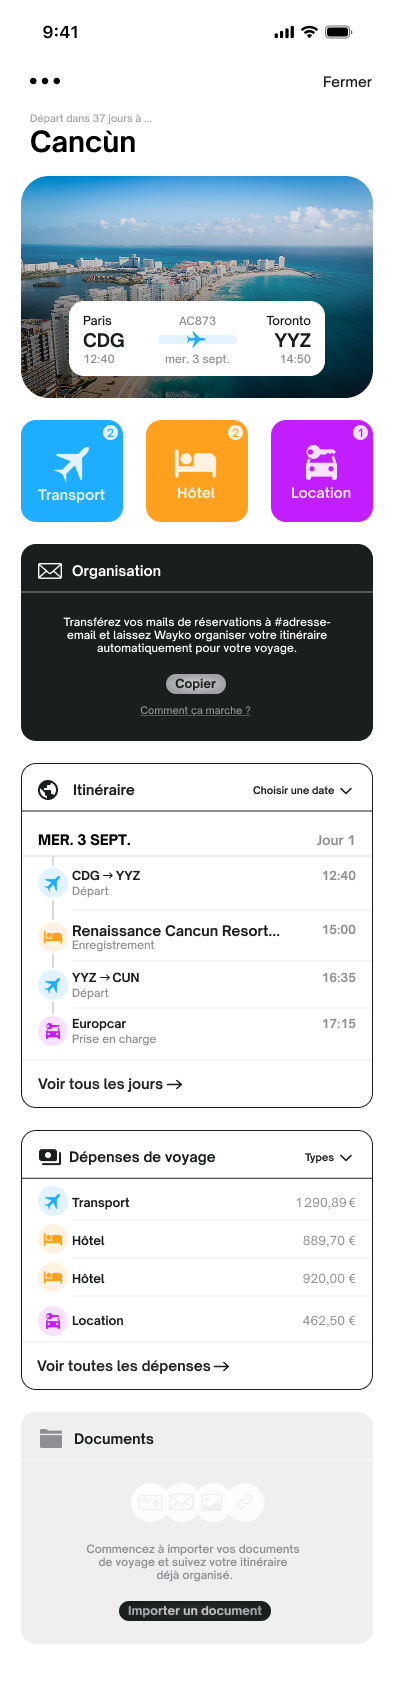 9:41
Fermer
Départ dans 37 jours à ...
Cancùn
Paris AC873 Toronto
CDG YYZ
12:40 mer. 3 sept. 14:50
2 2 1
Transport Hôtel Location
Organisation
Transférez vos mails de réservations à #adresse-
email et laissez Wayko organiser votre itinéraire
automatiquement pour votre voyage.
Copier
Comment ça marche ?
Itinéraire Choisir une date
MER. 3 SEPT. Jour 1
CDG → YYZ 12:40
Départ
Renaissance Cancun Resort... 15:00
Enregistrement
YYZ → CUN 16:35
Départ
Europcar 17:15
Prise en charge
Voir tous les jours →
Dépenses de voyage Types
Transport 1 290,89 €
Hôtel 889,70 €
Hôtel 920,00 €
Location 462,50 €
Voir toutes les dépenses →
Documents
Commencez à importer vos documents
de voyage et suivez votre itinéraire
déjà organisé.
Importer un document